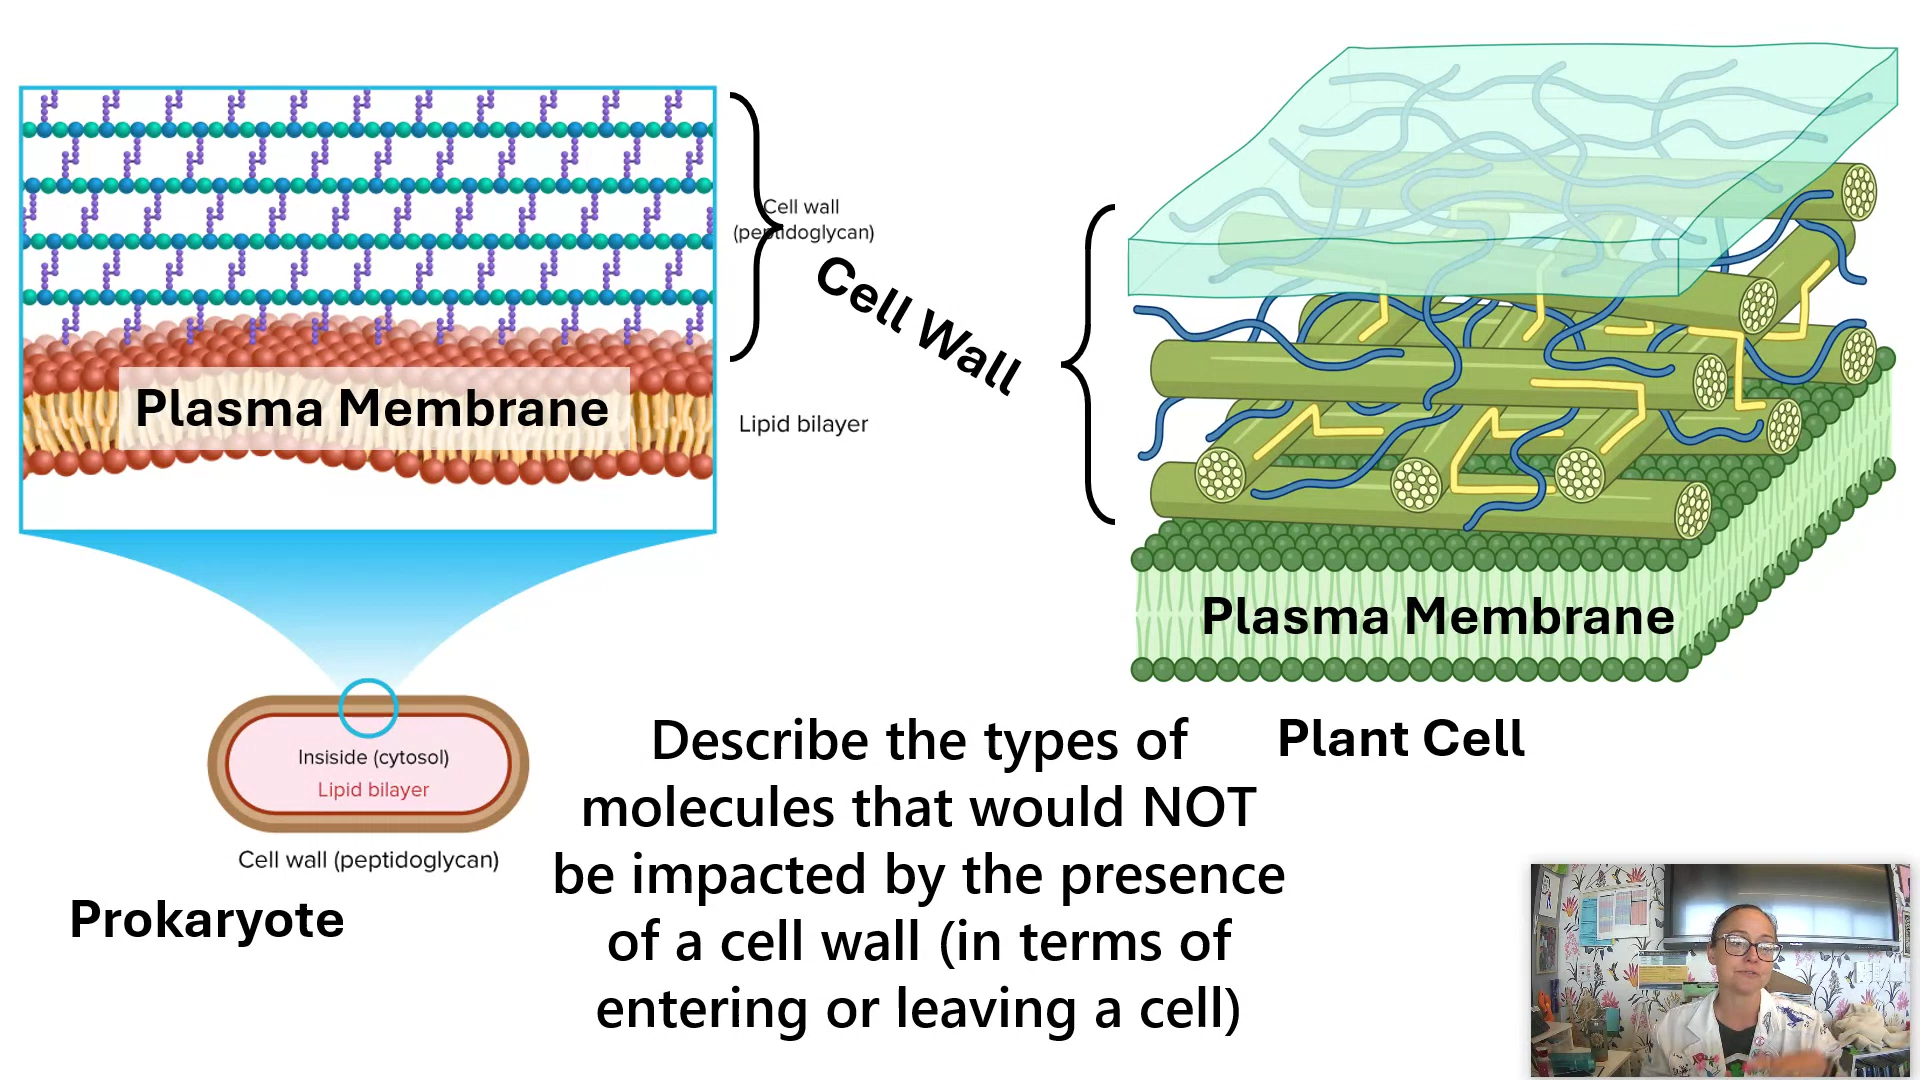 Cell wall
(peptidoglycan)
Cell Wall
Plasma Membrane
Lipid bilayer
Plasma Membrane
Insiside (cytosol)
Lipid bilayer
Cell wall (peptidoglycan)
Prokaryote
Plant Cell
Describe the types of
molecules that would NOT
be impacted by the presence
of a cell wall (in terms of
entering or leaving a cell)